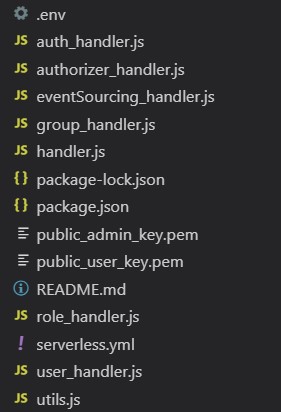 .env
JS auth_handler.js
JS authorizer_handler.js
JS eventSourcing_handler.js
JS group_handler.js
JS handler.js
{} package-lock.json
{} package.json
public_admin_key.pem
public_user_key.pem
README.md
JS role_handler.js
! serverless.yml
JS user_handler.js
JS utils.js